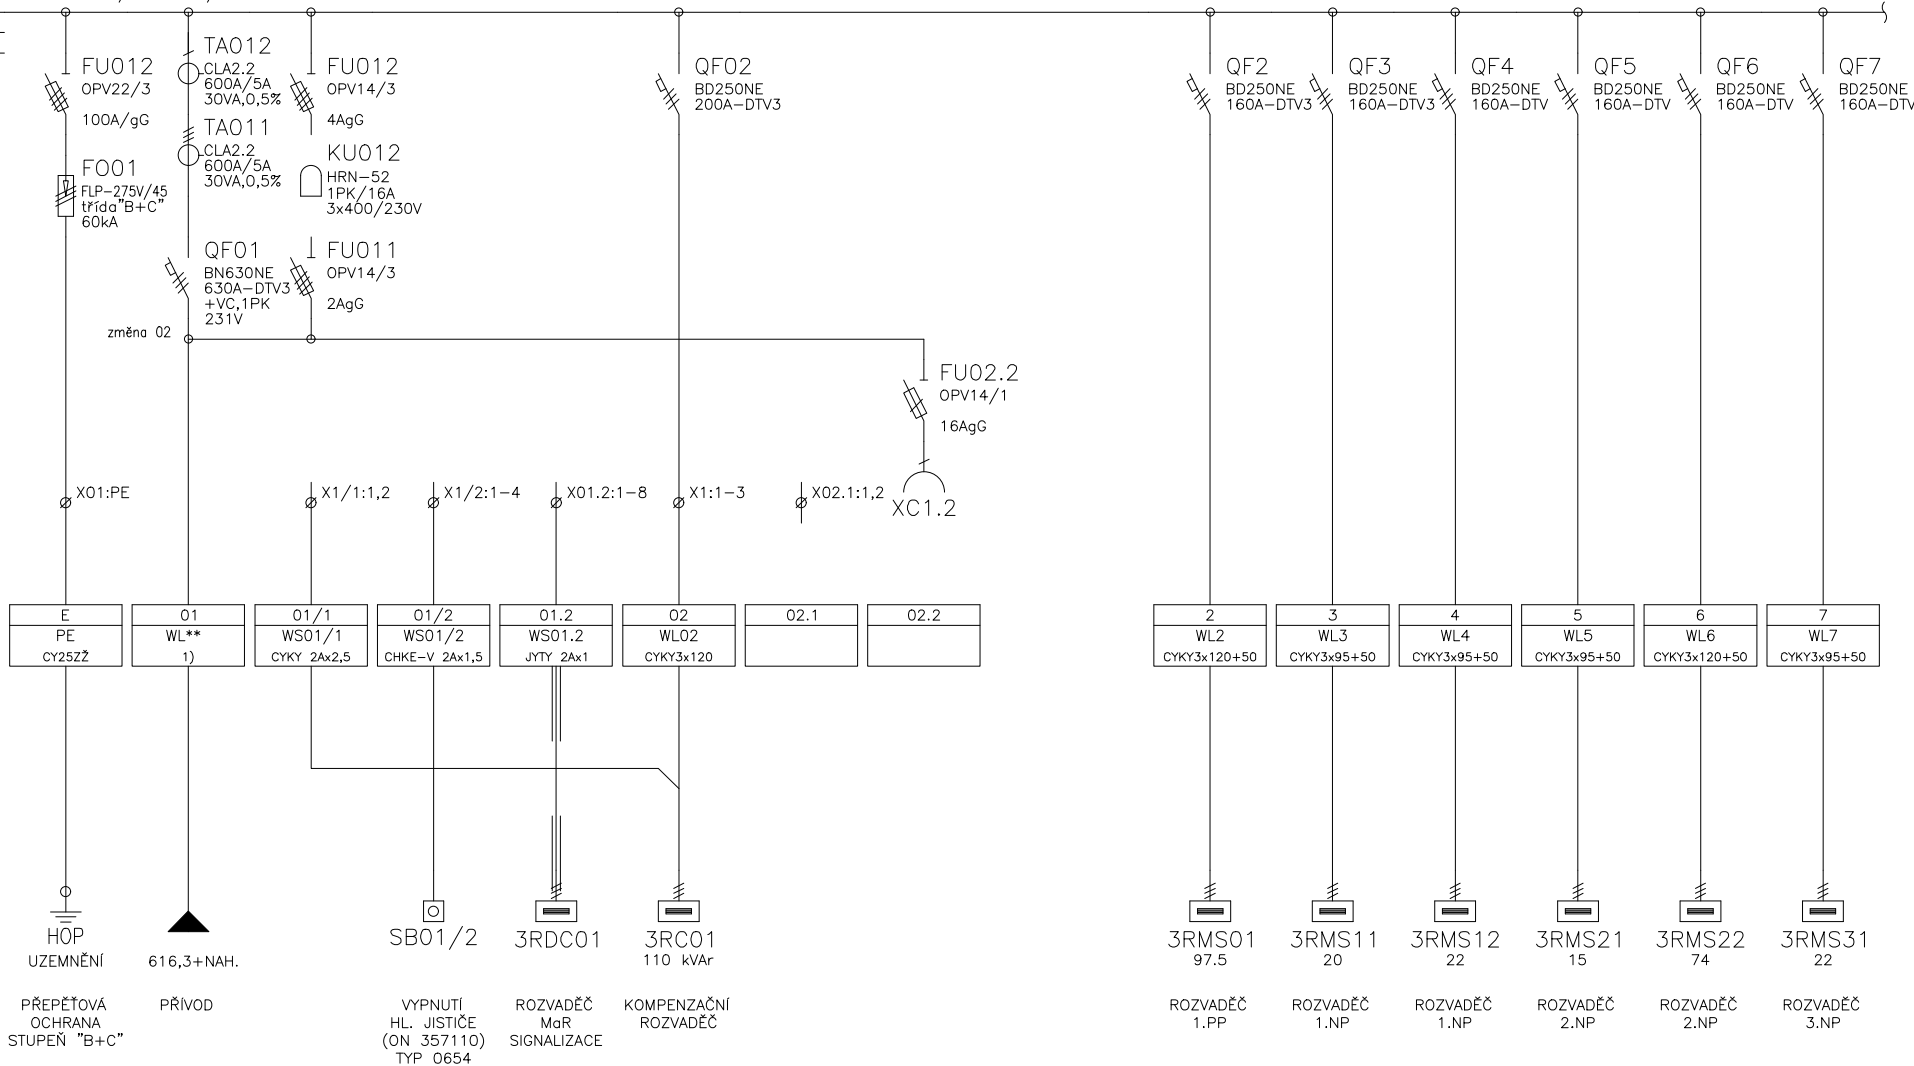 FU012
OPV22/3
100A/gG
FO01
FLP-275V/45
třída"B+C"
60kA
TA012
CLA2.2
600A/5A
30VA,0,5%
TA011
CLA2.2
600A/5A
30VA,0,5%
QF01
BN630NE
630A-DTV3
+VC,1PK
231V
změna 02
FU012
OPV14/3
4AgG
KU012
HRN-52
1PK/16A
3x400/230V
FU011
OPV14/3
2AgG
QF02
BD250NE
200A-DTV3
FU02.2
OPV14/1
16AgG
XC1.2
QF2
BD250NE
160A-DTV3
QF3
BD250NE
160A-DTV3
QF4
BD250NE
160A-DTV
QF5
BD250NE
160A-DTV
QF6
BD250NE
160A-DTV
QF7
BD250NE
160A-DTV
X01:PE
X1/1:1,2
X1/2:1-4
X01.2:1-8
X1:1-3
X02.1:1,2
E
PE
CY25ZŽ
01
WL**
1)
01/1
WS01/1
CYKY 2Ax2,5
01/2
WS01/2
CHKE-V 2Ax1,5
01.2
WS01.2
JYTY 2Ax1
02
WL02
CYKY3x120
02.1
02.2
2
WL2
CYKY3x120+50
3
WL3
CYKY3x95+50
4
WL4
CYKY3x95+50
5
WL5
CYKY3x95+50
6
WL6
CYKY3x120+50
7
WL7
CYKY3x95+50
HOP
UZEMNĚNÍ
PŘEPĚŤOVÁ
OCHRANA
STUPEŇ "B+C"
616,3+NAH.
PŘÍVOD
SB01/2
VYPNUTÍ
HL. JISTIČE
(ON 357110)
TYP 0654
3RDC01
ROZVADĚČ
MaR
SIGNALIZACE
3RC01
110 kVAr
KOMPENZAČNÍ
ROZVADĚČ
3RMS01
97.5
ROZVADĚČ
1.PP
3RMS11
20
ROZVADĚČ
1.NP
3RMS12
22
ROZVADĚČ
1.NP
3RMS21
15
ROZVADĚČ
2.NP
3RMS22
74
ROZVADĚČ
2.NP
3RMS31
22
ROZVADĚČ
3.NP